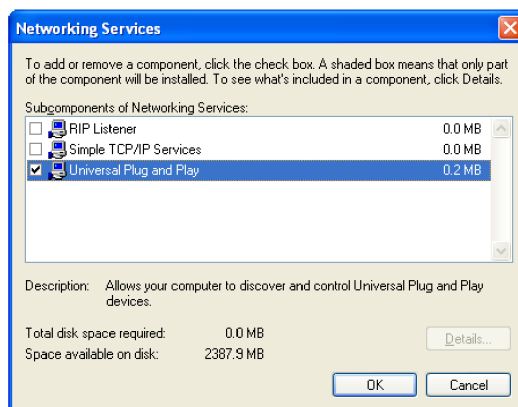 Networking Services
To add or remove a component, click the check box. A shaded box means that only part
of the component will be installed. To see what's included in a component, click Details.
Subcomponents of Networking Services:
RIP Listener 0.0 MB
Simple TCP/IP Services 0.0 MB
Universal Plug and Play 0.2 MB
Description: Allows your computer to discover and control Universal Plug and Play
devices.
Total disk space required: 0.0 MB
Space available on disk: 2387.9 MB
Details...
OK Cancel